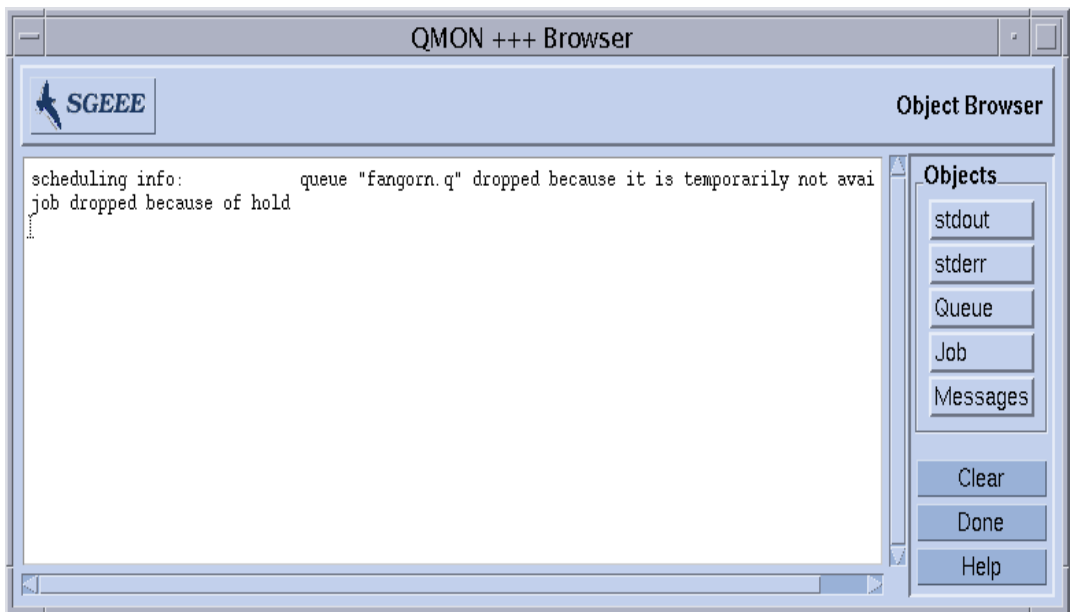 QMON +++ Browser
SGEEE
Object Browser
scheduling info: queue "fangorn.q" dropped because it is temporarily not avai
job dropped because of hold
Objects
stdout
stderr
Queue
Job
Messages
Clear
Done
Help